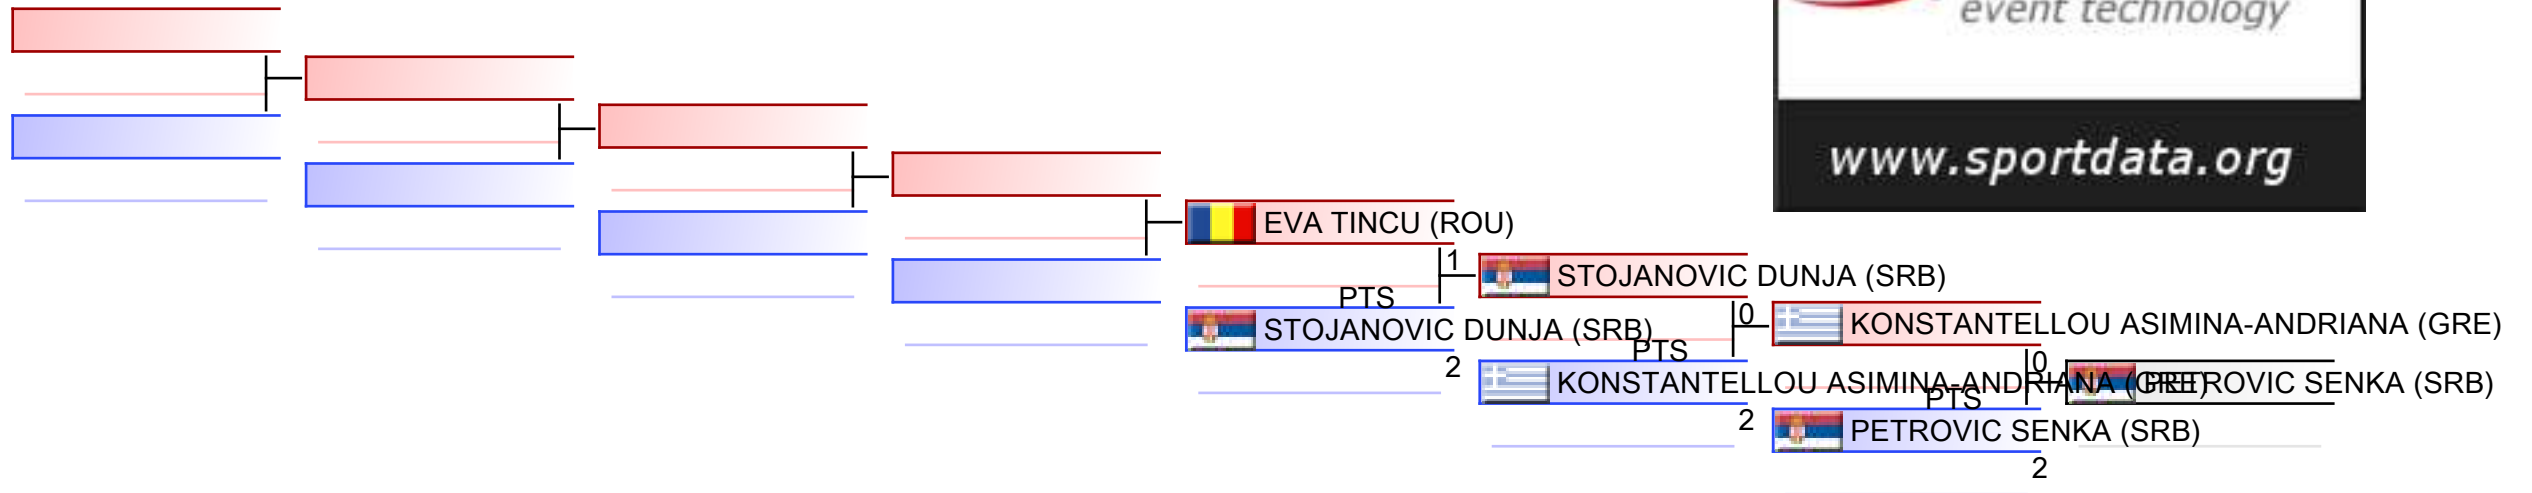 event technology
www.sportdata.org
EVA TINCU (ROU)
1
STOJANOVIC DUNJA (SRB)
PTS
0
KONSTANTELLOU ASIMINA-ANDRIANA (GRE)
STOJANOVIC DUNJA (SRB)
PTS
2
0
KONSTANTELLOU ASIMINA-ANDRIANA (GRE)
PETROVIC SENKA (SRB)
PTS
2
PETROVIC SENKA (SRB)
2